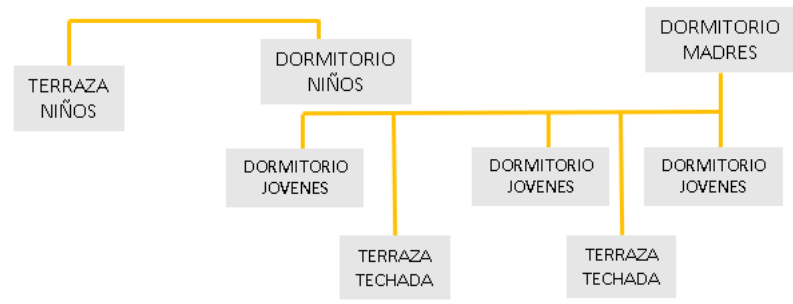 DORMITORIO
MADRES
TERRAZA
NIÑOS
DORMITORIO
NIÑOS
DORMITORIO
JOVENES
DORMITORIO
JOVENES
DORMITORIO
JOVENES
TERRAZA
TECHADA
TERRAZA
TECHADA